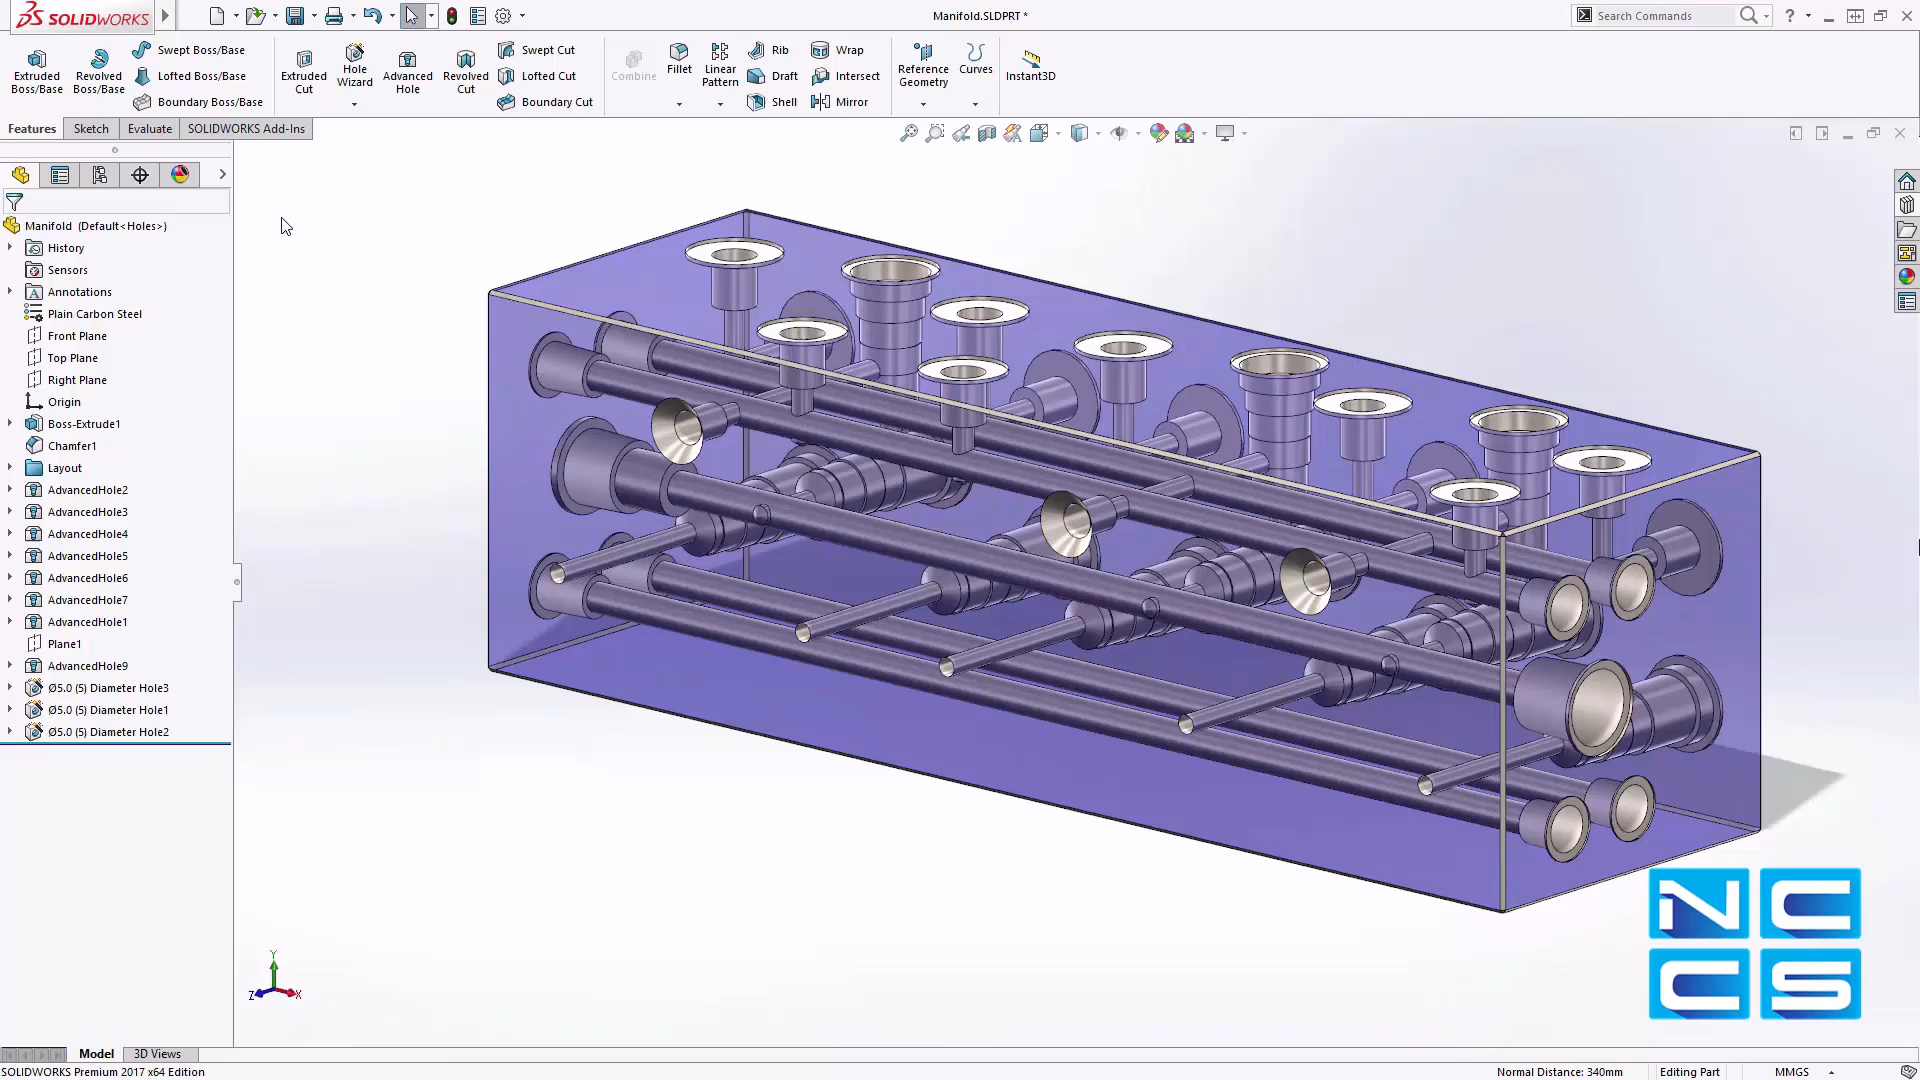 SOLIDWORKS
Manifold.SLDPRT *
Search Commands
?
Extruded Boss/Base
Revolved Boss/Base
Swept Boss/Base
Lofted Boss/Base
Boundary Boss/Base
Extruded Cut
Hole Wizard
Advanced Hole
Revolved Cut
Swept Cut
Lofted Cut
Boundary Cut
Combine
Fillet
Linear Pattern
Rib
Draft
Shell
Wrap
Intersect
Mirror
Reference Geometry
Curves
Instant3D
Features
Sketch
Evaluate
SOLIDWORKS Add-Ins
Manifold (Default<Holes>)
History
Sensors
Annotations
Plain Carbon Steel
Front Plane
Top Plane
Right Plane
Origin
Boss-Extrude1
Chamfer1
Layout
AdvancedHole2
AdvancedHole3
AdvancedHole4
AdvancedHole5
AdvancedHole6
AdvancedHole7
AdvancedHole1
Plane1
AdvancedHole9
Ø5.0 (5) Diameter Hole3
Ø5.0 (5) Diameter Hole1
Ø5.0 (5) Diameter Hole2
Y
Z
X
NC
CS
Model
3D Views
SOLIDWORKS Premium 2017 x64 Edition
Normal Distance: 340mm
Editing Part
MMGS